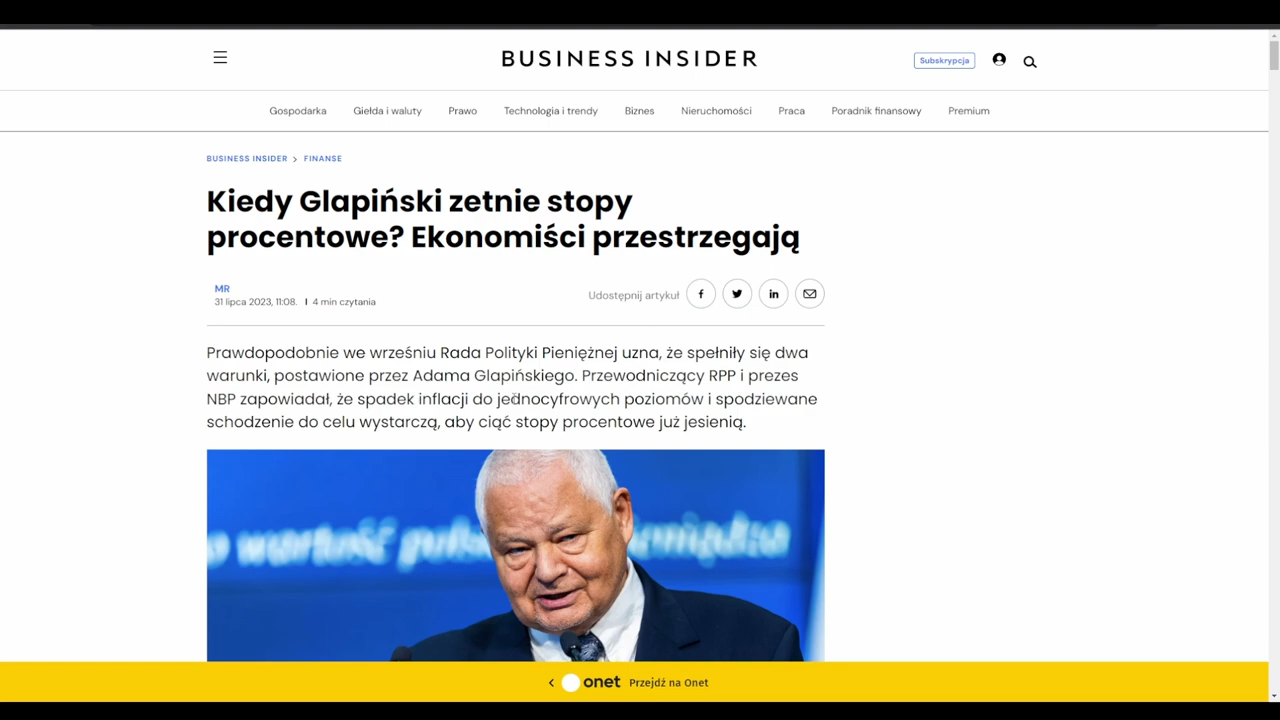 BUSINESS INSIDER
Subskrypcja
Gospodarka Giełda i waluty Prawo Technologia i trendy Biznes Nieruchomości Praca Poradnik finansowy Premium
BUSINESS INSIDER > FINANSE
Kiedy Glapiński zetnie stopy
procentowe? Ekonomiści przestrzegają
MR
31 lipca 2023, 11:08. I 4 min czytania
Udostępnij artykuł
Prawdopodobnie we wrześniu Rada Polityki Pieniężnej uzna, że spełniły się dwa
warunki, postawione przez Adama Glapińskiego. Przewodniczący RPP i prezes
NBP zapowiadał, że spadek inflacji do jednocyfrowych poziomów i spodziewane
schodzenie do celu wystarczą, aby ciąć stopy procentowe już jesienią.
wartość
onet Przejdź na Onet